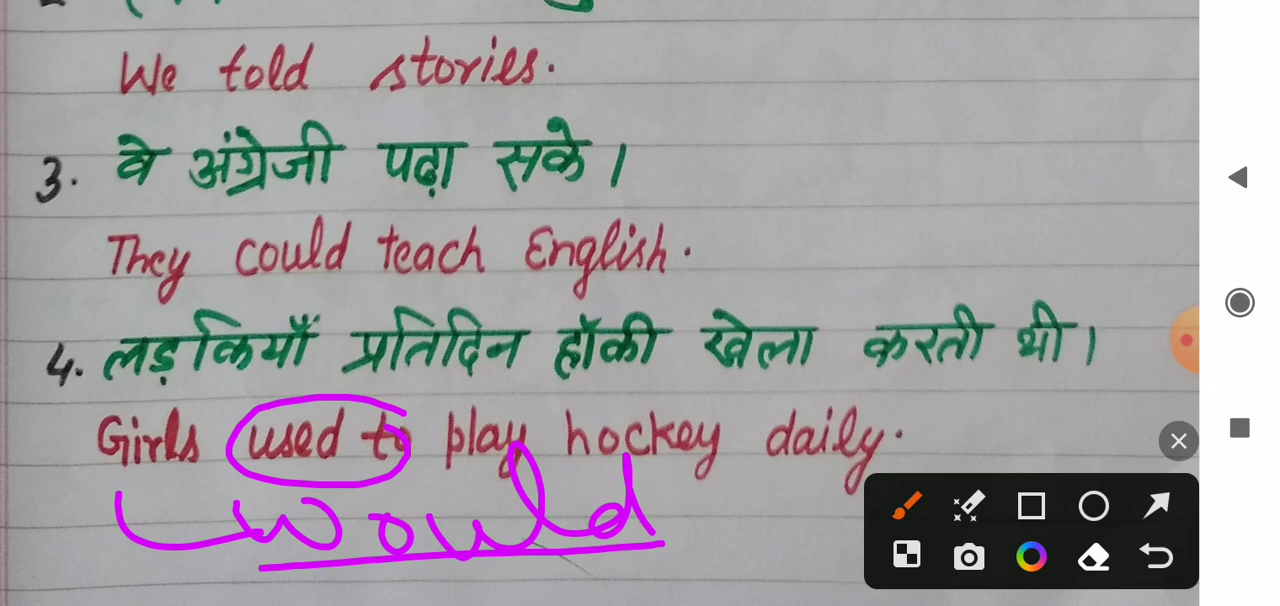 We told stories.
3. वे अंग्रेजी पढ़ा सके।
They could teach English.
4. लड़कियाँ प्रतिदिन हॉकी खेला करती थी।
Girls used to play hockey daily.
would